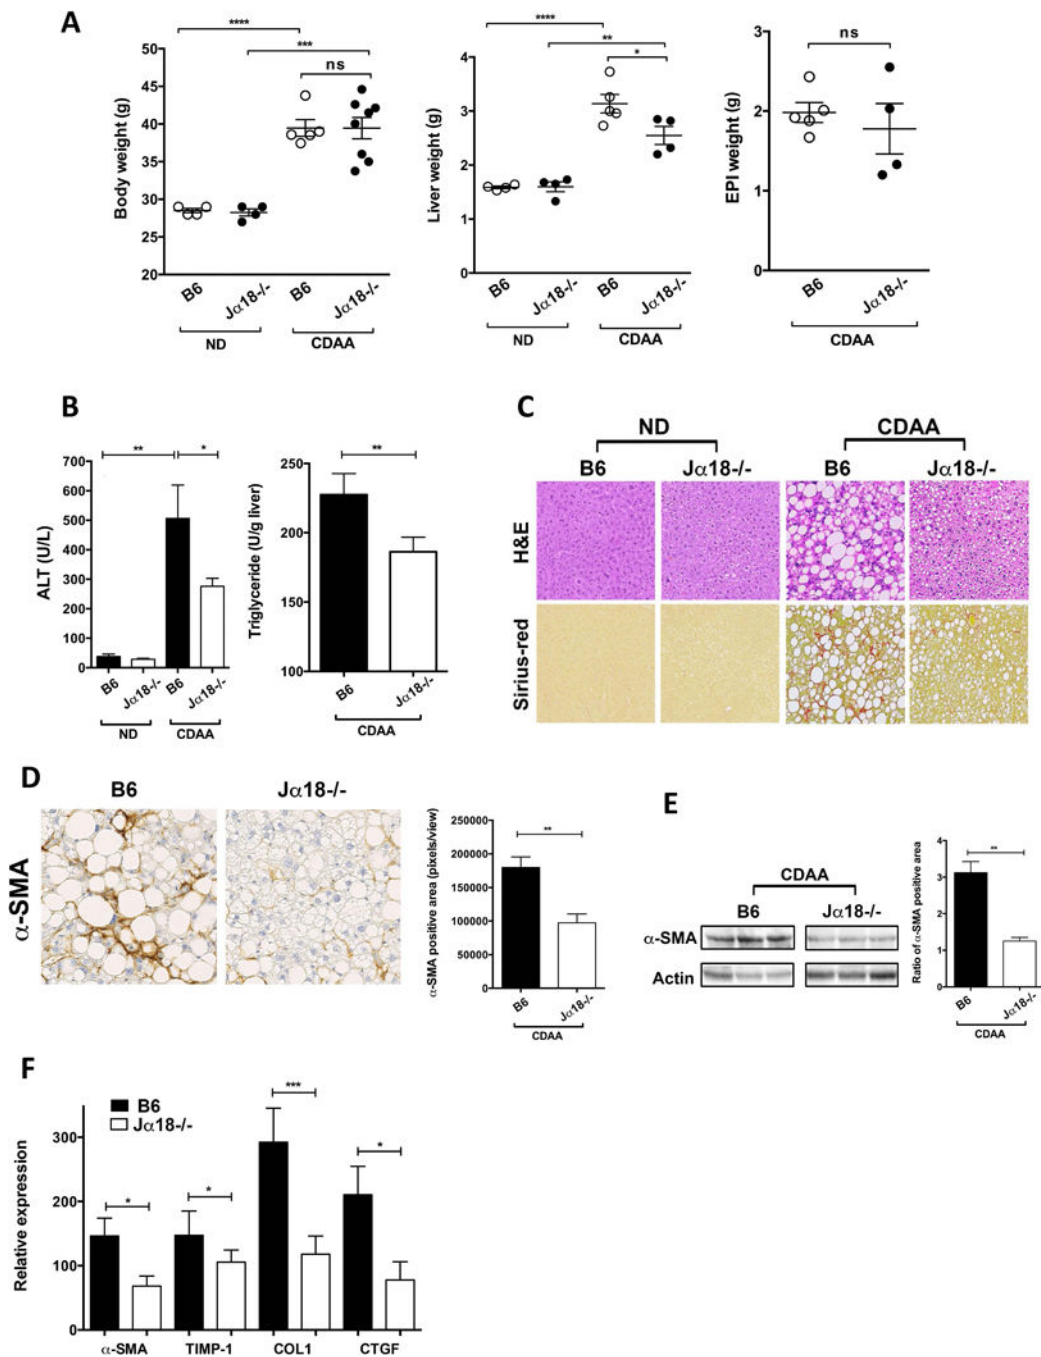 A
Body weight (g)
50
45
40
35
30
25
20
****
***
ns
B6
Jα18-/-
B6
Jα18-/-
ND
CDAA
Liver weight (g)
4
3
2
1
0
****
**
*
B6
Jα18-/-
B6
Jα18-/-
ND
CDAA
EPI weight (g)
3
2
1
0
ns
B6
Jα18-/-
CDAA
B
ALT (U/L)
700
600
500
400
300
200
100
0
**
*
B6
Jα18-/-
B6
Jα18-/-
ND
CDAA
Triglyceride (U/g liver)
250
200
150
100
**
B6
Jα18-/-
CDAA
C
ND
CDAA
B6
Jα18-/-
B6
Jα18-/-
H&E
Sirius-red
D
B6
Jα18-/-
α-SMA
α-SMA positive area (pixels/view)
250000
200000
150000
100000
50000
0
**
B6
Jα18-/-
CDAA
E
CDAA
B6
Jα18-/-
α-SMA
Actin
Ratio of α-SMA positive area
4
3
2
1
0
**
B6
Jα18-/-
CDAA
F
B6
Jα18-/-
Relative expression
300
200
100
0
*
*
***
*
α-SMA
TIMP-1
COL1
CTGF